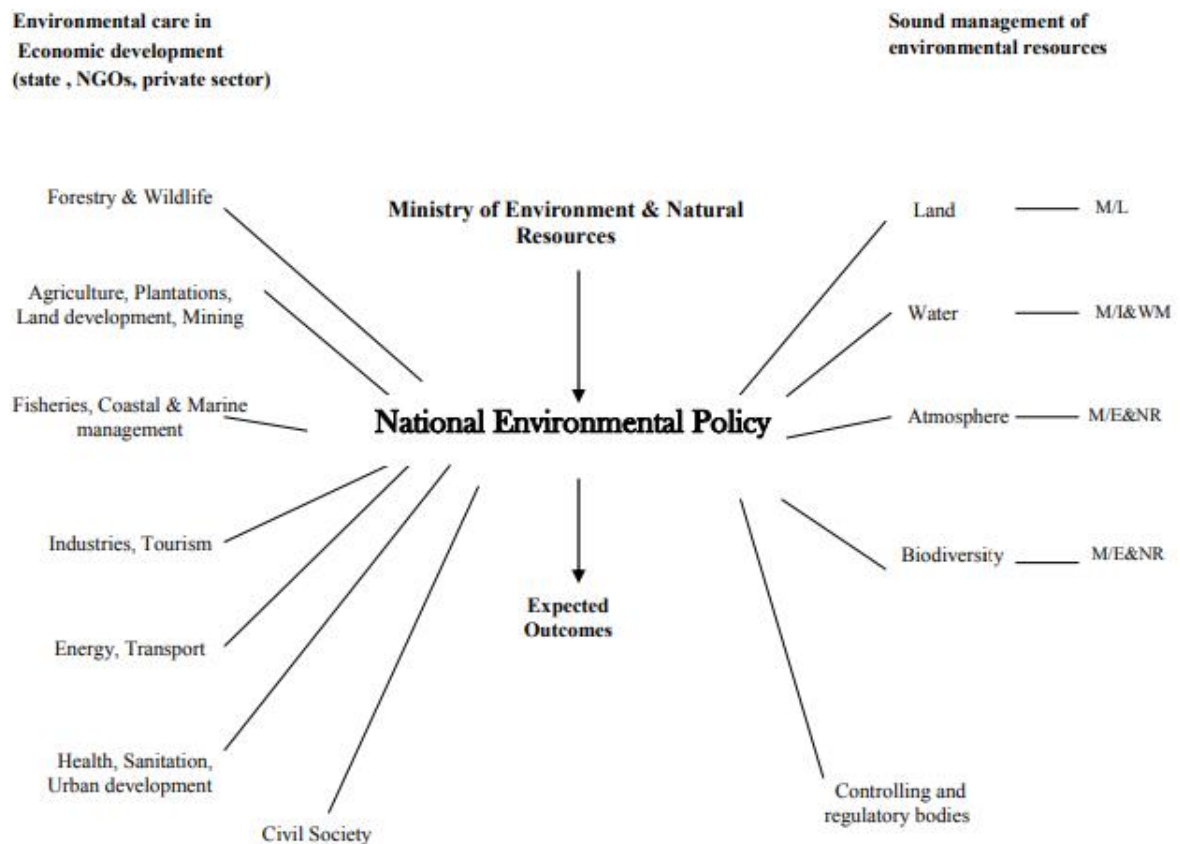 Environmental care in
Economic development
(state , NGOs, private sector)
Sound management of
environmental resources
Forestry & Wildlife
Agriculture, Plantations,
Land development, Mining
Fisheries, Coastal & Marine
management
Industries, Tourism
Energy, Transport
Health, Sanitation,
Urban development
Civil Society
Ministry of Environment & Natural
Resources
National Environmental Policy
Expected
Outcomes
Land
M/L
Water
M/I&WM
Atmosphere
M/E&NR
Biodiversity
M/E&NR
Controlling and
regulatory bodies